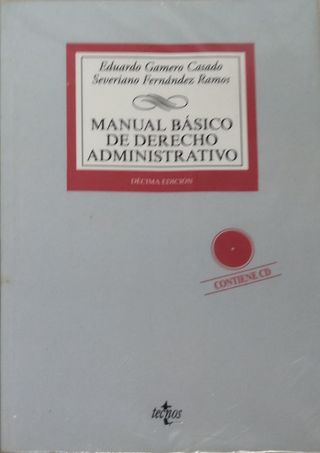 Eduardo Gamero Casado
Severiano Fernández Ramos
MANUAL BÁSICO
DE DERECHO
ADMINISTRATIVO
DÉCIMA EDICIÓN
CONTIENE CD
tecnos